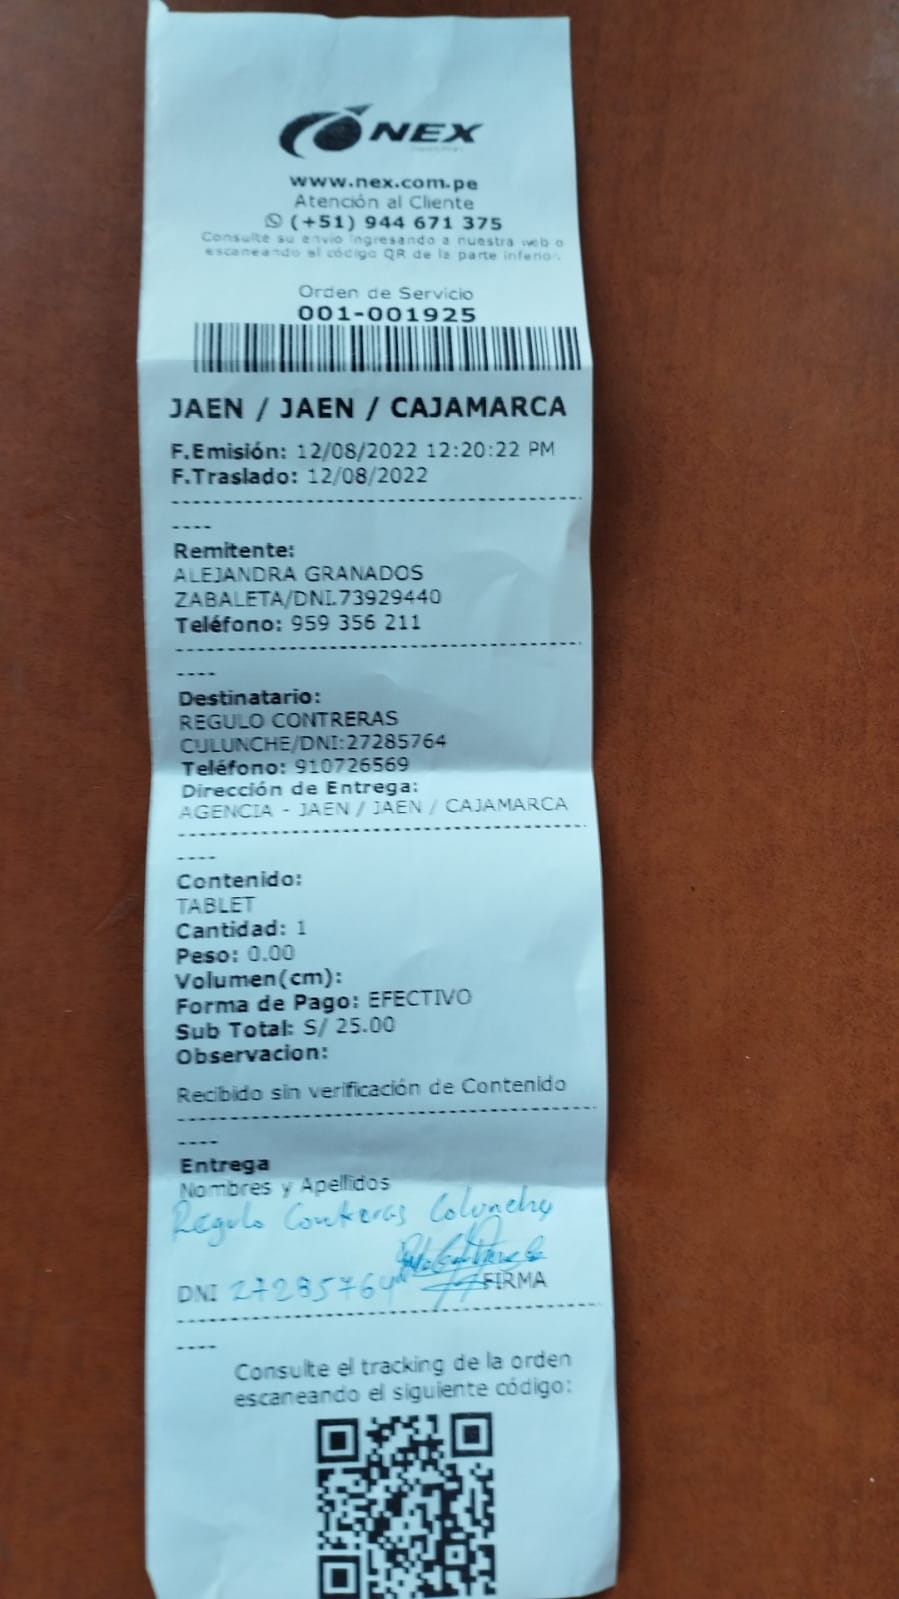 NEX
www.nex.com.pe
Atención al Cliente
(+51) 944 671 375
Consulte su envio ingresando a nuestra web o
escaneando el código QR de la parte inferior.
Orden de Servicio
001-001925
JAEN / JAEN / CAJAMARCA
F.Emisión: 12/08/2022 12:20:22 PM
F.Traslado: 12/08/2022
----
Remitente:
ALEJANDRA GRANADOS
ZABALETA/DNI.73929440
Teléfono: 959 356 211
----
Destinatario:
REGULO CONTRERAS
CULUNCHE/DNI:27285764
Teléfono: 910726569
Dirección de Entrega:
AGENCIA - JAEN / JAEN / CAJAMARCA
----
Contenido:
TABLET
Cantidad: 1
Peso: 0.00
Volumen(cm):
Forma de Pago: EFECTIVO
Sub Total: S/ 25.00
Observacion:
Recibido sin verificación de Contenido
----
Entrega
Nombres y Apellidos
Regulo Contreras Colunche
DNI 27285764 FIRMA
----
Consulte el tracking de la orden
escaneando el siguiente código: